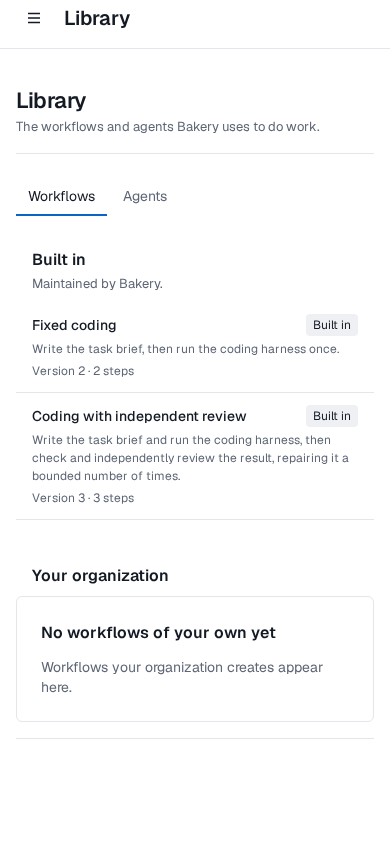 Library
Library
The workflows and agents Bakery uses to do work.
Workflows
Agents
Built in
Maintained by Bakery.
Fixed coding
Built in
Write the task brief, then run the coding harness once.
Version 2 · 2 steps
Coding with independent review
Built in
Write the task brief and run the coding harness, then
check and independently review the result, repairing it a
bounded number of times.
Version 3 · 3 steps
Your organization
No workflows of your own yet
Workflows your organization creates appear
here.